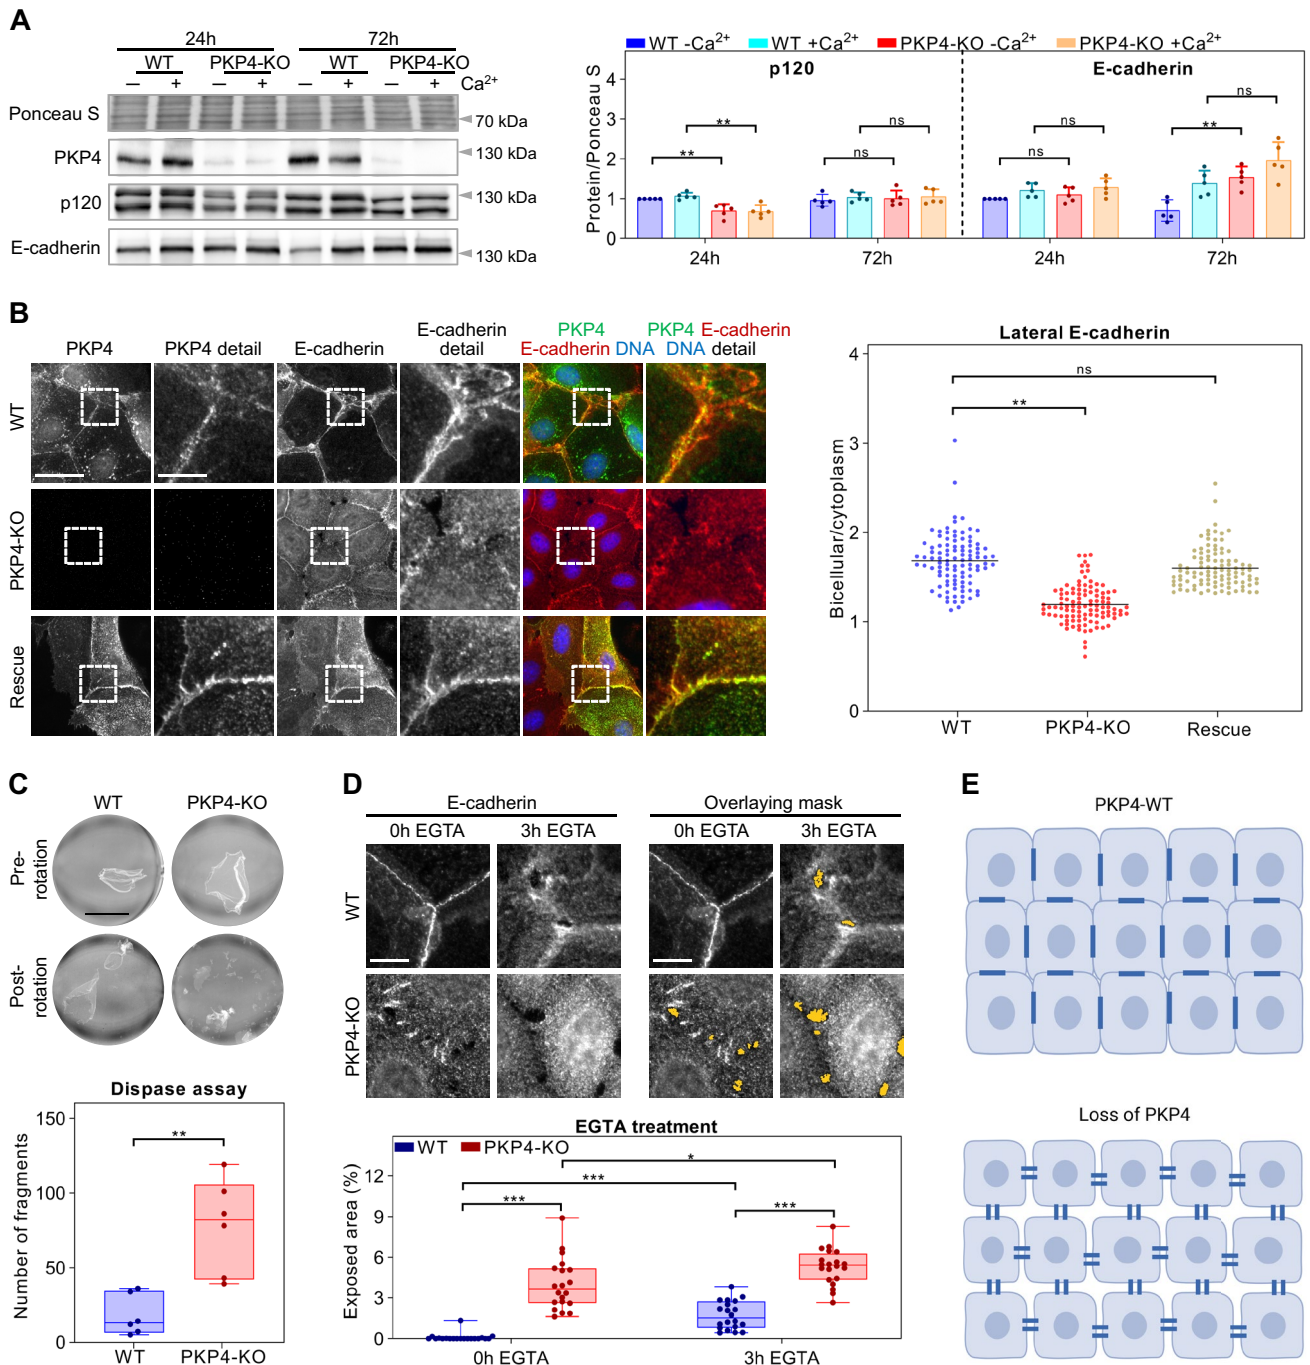 A
24h 72h
WT PKP4-KO WT PKP4-KO
– + – + – + – + Ca²⁺
Ponceau S
70 kDa
PKP4
130 kDa
p120
130 kDa
E-cadherin
130 kDa
WT -Ca²⁺ WT +Ca²⁺ PKP4-KO -Ca²⁺ PKP4-KO +Ca²⁺
p120 E-cadherin
Protein/Ponceau S
4
3
2
1
0
** ** ns ns ns ns ** ns
24h 72h 24h 72h
B
PKP4 PKP4 detail E-cadherin E-cadherin detail PKP4 E-cadherin DNA PKP4 E-cadherin DNA detail
WT
PKP4-KO
Rescue
Lateral E-cadherin
Bicellular/cytoplasm
4
3
2
1
0
ns
**
WT PKP4-KO Rescue
C
WT PKP4-KO
Pre-rotation
Post-rotation
Dispase assay
Number of fragments
150
100
50
0
**
WT PKP4-KO
D
E-cadherin Overlaying mask
0h EGTA 3h EGTA 0h EGTA 3h EGTA
WT
PKP4-KO
EGTA treatment
WT PKP4-KO
Exposed area (%)
12
9
6
3
0
*
***
*** ***
0h EGTA 3h EGTA
E
PKP4-WT
Loss of PKP4